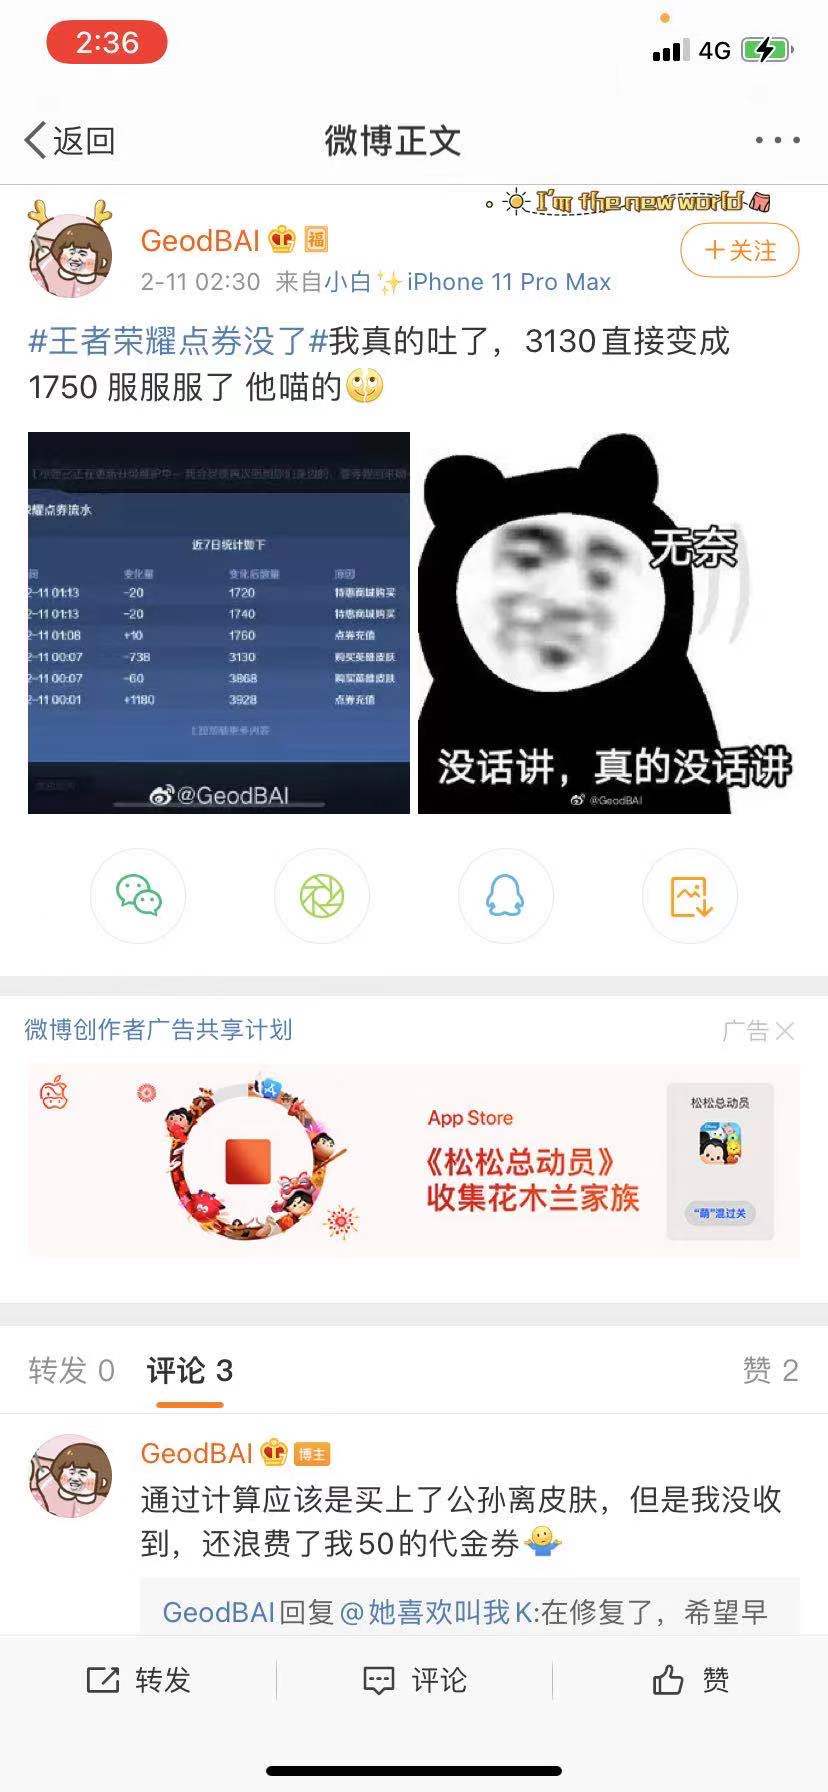 2:36
4G
返回
微博正文
I'm the new world
GeodBAI
福
+关注
2-11 02:30 来自小白✨iPhone 11 Pro Max
#王者荣耀点券没了#我真的吐了，3130直接变成
1750 服服服了 他喵的
荣耀点券流水
近7日统计如下
变化量 变化后数量 原因
2-11 01:13 -20 1720 特惠商城购买
2-11 01:13 -20 1740 特惠商城购买
2-11 01:08 +10 1760 点券充值
2-11 00:07 -738 3130 购买英雄皮肤
2-11 00:07 -60 3868 购买英雄皮肤
2-11 00:01 +1180 3928 点券充值
上拉加载更多内容
@GeodBAI
无奈
没话讲，真的没话讲
@GeodBAI
微博创作者广告共享计划
广告
App Store
《松松总动员》
收集花木兰家族
松松总动员
“萌”混过关
转发 0
评论 3
赞 2
GeodBAI
博主
通过计算应该是买上了公孙离皮肤，但是我没收
到，还浪费了我50的代金券
GeodBAI回复@她喜欢叫我K:在修复了，希望早
转发
评论
赞